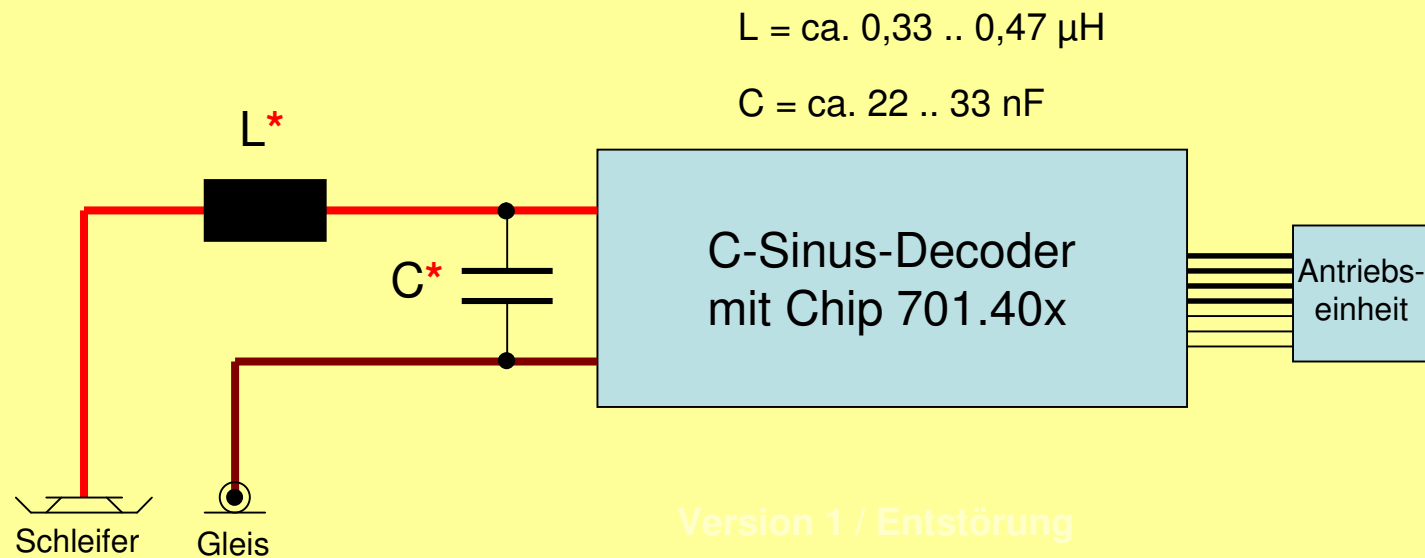 L = ca. 0,33 .. 0,47 µH
C = ca. 22 .. 33 nF
L*
C*
C-Sinus-Decoder
mit Chip 701.40x
Antriebs-
einheit
Schleifer
Gleis
Version 1 / Entstörung